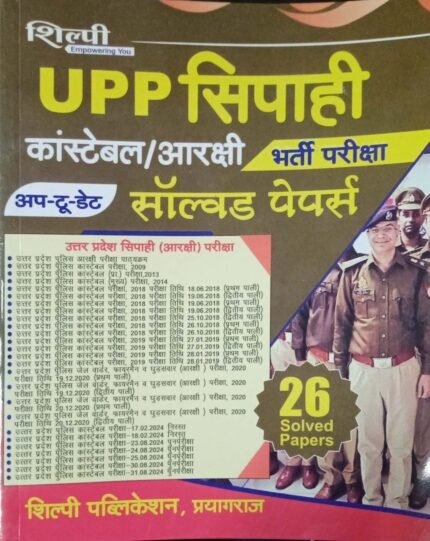 शिल्पी
Empowering You
UPP सिपाही
कांस्टेबल/आरक्षी
भर्ती परीक्षा
अप-टू-डेट
सॉल्वड पेपर्स
उत्तर प्रदेश सिपाही (आरक्षी) परीक्षा
उत्तर प्रदेश पुलिस आरक्षी परीक्षा पाठ्यक्रम
उत्तर प्रदेश पुलिस कांस्टेबल परीक्षा, 2009
उत्तर प्रदेश पुलिस कांस्टेबल (प्रा.) परीक्षा,2013
उत्तर प्रदेश पुलिस कांस्टेबल (मुख्य) परीक्षा, 2014
उत्तर प्रदेश पुलिस कांस्टेबल परीक्षा, 2018 परीक्षा तिथि 18.06.2018 (प्रथम पाली)
उत्तर प्रदेश पुलिस कांस्टेबल परीक्षा, 2018 परीक्षा तिथि 18.06.2018 (द्वितीय पाली)
उत्तर प्रदेश पुलिस कांस्टेबल परीक्षा, 2018 परीक्षा तिथि 19.06.2018 (प्रथम पाली)
उत्तर प्रदेश पुलिस कांस्टेबल परीक्षा, 2018 परीक्षा तिथि 19.06.2018 (द्वितीय पाली)
उत्तर प्रदेश पुलिस कांस्टेबल परीक्षा, 2018 परीक्षा तिथि 25.10.2018 (द्वितीय पाली)
उत्तर प्रदेश पुलिस कांस्टेबल परीक्षा, 2018 परीक्षा तिथि 26.10.2018 (प्रथम पाली)
उत्तर प्रदेश पुलिस कांस्टेबल परीक्षा, 2018 परीक्षा तिथि 26.10.2018 (द्वितीय पाली)
उत्तर प्रदेश पुलिस कांस्टेबल परीक्षा, 2019 परीक्षा तिथि 27.01.2019 (प्रथम पाली)
उत्तर प्रदेश पुलिस कांस्टेबल परीक्षा, 2019 परीक्षा तिथि 27.01.2019 (द्वितीय पाली)
उत्तर प्रदेश पुलिस कांस्टेबल परीक्षा, 2019 परीक्षा तिथि 28.01.2019 (प्रथम पाली)
उत्तर प्रदेश पुलिस कांस्टेबल परीक्षा, 2019 परीक्षा तिथि 28.01.2019 (द्वितीय पाली)
उत्तर प्रदेश पुलिस जेल वार्डर, फायरमैन व घुड़सवार (आरक्षी ) परीक्षा, 2020
परीक्षा तिथि 19.12.2020 (प्रथम पाली)
उत्तर प्रदेश पुलिस जेल वार्डर, फायरमैन व घुड़सवार (आरक्षी ) परीक्षा, 2020
परीक्षा तिथि 19.12.2020 (द्वितीय पाली)
उत्तर प्रदेश पुलिस जेल वार्डर, फायरमैन व घुड़सवार (आरक्षी ) परीक्षा, 2020
परीक्षा तिथि 20.12.2020 (प्रथम पाली)
उत्तर प्रदेश पुलिस जेल वार्डर, फायरमैन व घुड़सवार (आरक्षी ) परीक्षा, 2020
परीक्षा तिथि 20.12.2020 (द्वितीय पाली)
उत्तर प्रदेश पुलिस कांस्टेबल परीक्षा-17.02.2024 निरस्त
उत्तर प्रदेश पुलिस कांस्टेबल परीक्षा-18.02.2024 निरस्त
उत्तर प्रदेश पुलिस कांस्टेबल परीक्षा-23.08.2024 पुनर्परीक्षा
उत्तर प्रदेश पुलिस कांस्टेबल परीक्षा-24.08.2024 पुनर्परीक्षा
उत्तर प्रदेश पुलिस कांस्टेबल परीक्षा-25.08.2024 पुनर्परीक्षा
उत्तर प्रदेश पुलिस कांस्टेबल परीक्षा-30.08.2024 पुनर्परीक्षा
उत्तर प्रदेश पुलिस कांस्टेबल परीक्षा-31.08.2024 पुनर्परीक्षा
26
Solved
Papers
शिल्पी पब्लिकेशन, प्रयागराज